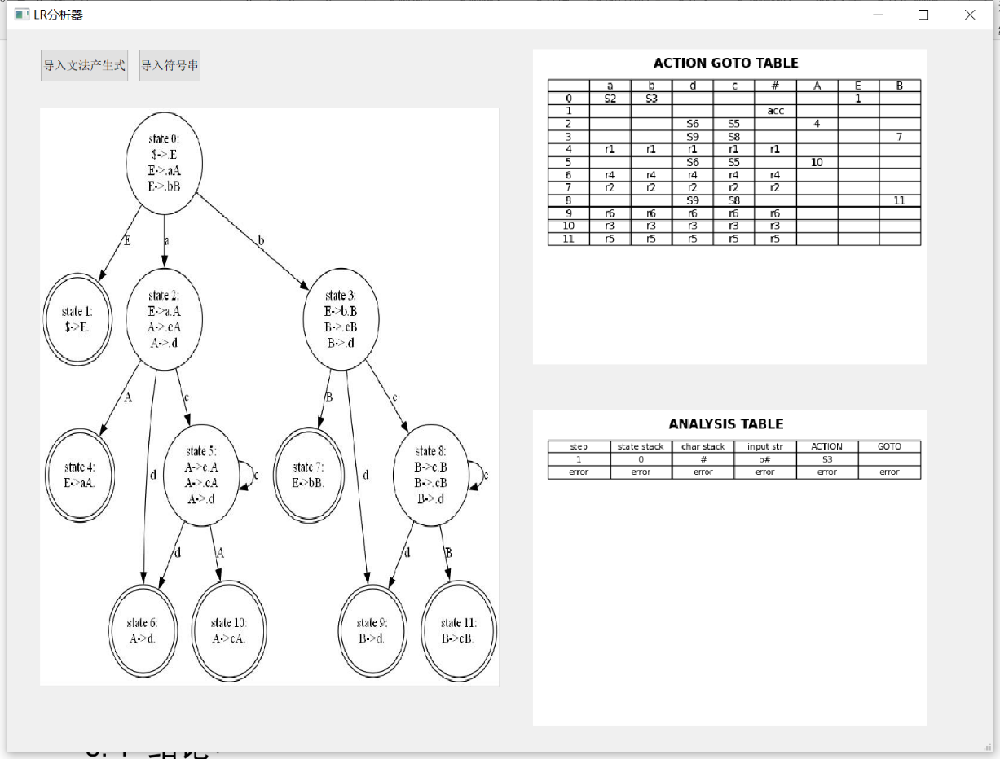 LR分析器
导入文法产生式 导入符号串
state 0:
$->.E
E->.aA
E->.bB
E a b
state 1:
$->E.
state 2:
E->a.A
A->.cA
A->.d
state 3:
E->b.B
B->.cB
B->.d
A d c B d c
state 4:
E->aA.
state 5:
A->c.A
A->.cA
A->.d
c
state 7:
E->bB.
state 8:
B->c.B
B->.cB
B->.d
c
d A d B
state 6:
A->d.
state 10:
A->cA.
state 9:
B->d.
state 11:
B->cB.
ACTION GOTO TABLE
a b d c # A E B
0 S2 S3 1
1 acc
2 S6 S5 4
3 S9 S8 7
4 r1 r1 r1 r1 r1
5 S6 S5 10
6 r4 r4 r4 r4 r4
7 r2 r2 r2 r2 r2
8 S9 S8 11
9 r6 r6 r6 r6 r6
10 r3 r3 r3 r3 r3
11 r5 r5 r5 r5 r5
ANALYSIS TABLE
step state stack char stack input str ACTION GOTO
1 0 # b# S3
error error error error error error